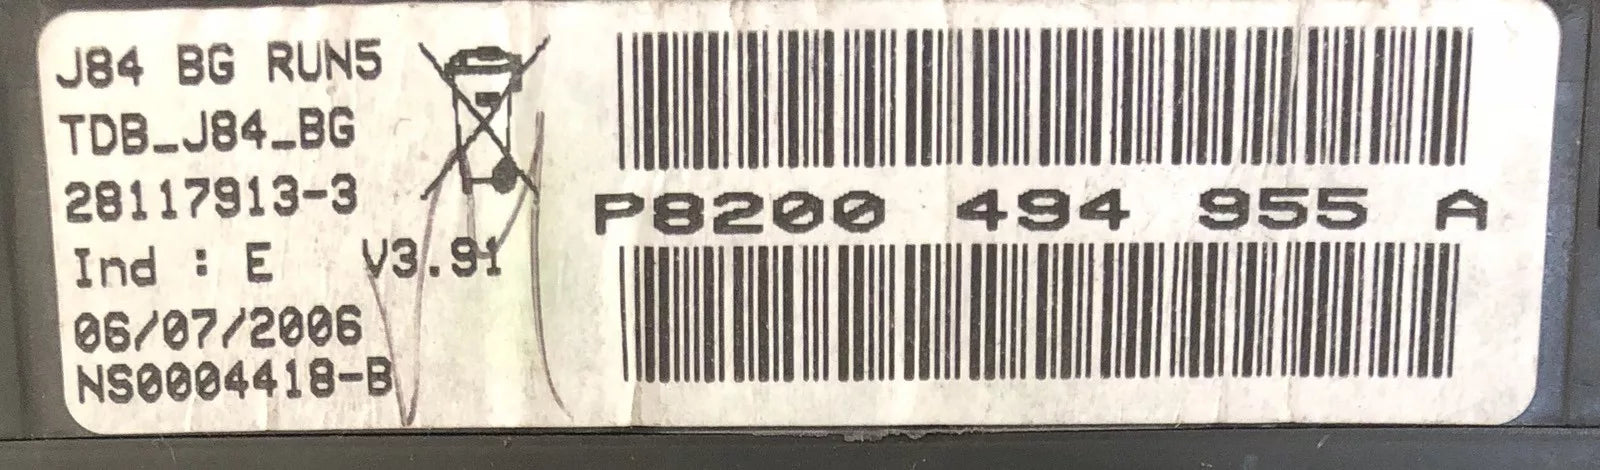 J84 BG RUN5
TDB_J84_BG
28117913-3
Ind : E V3.91
06/07/2006
NS0004418-B
P8200 494 955 A